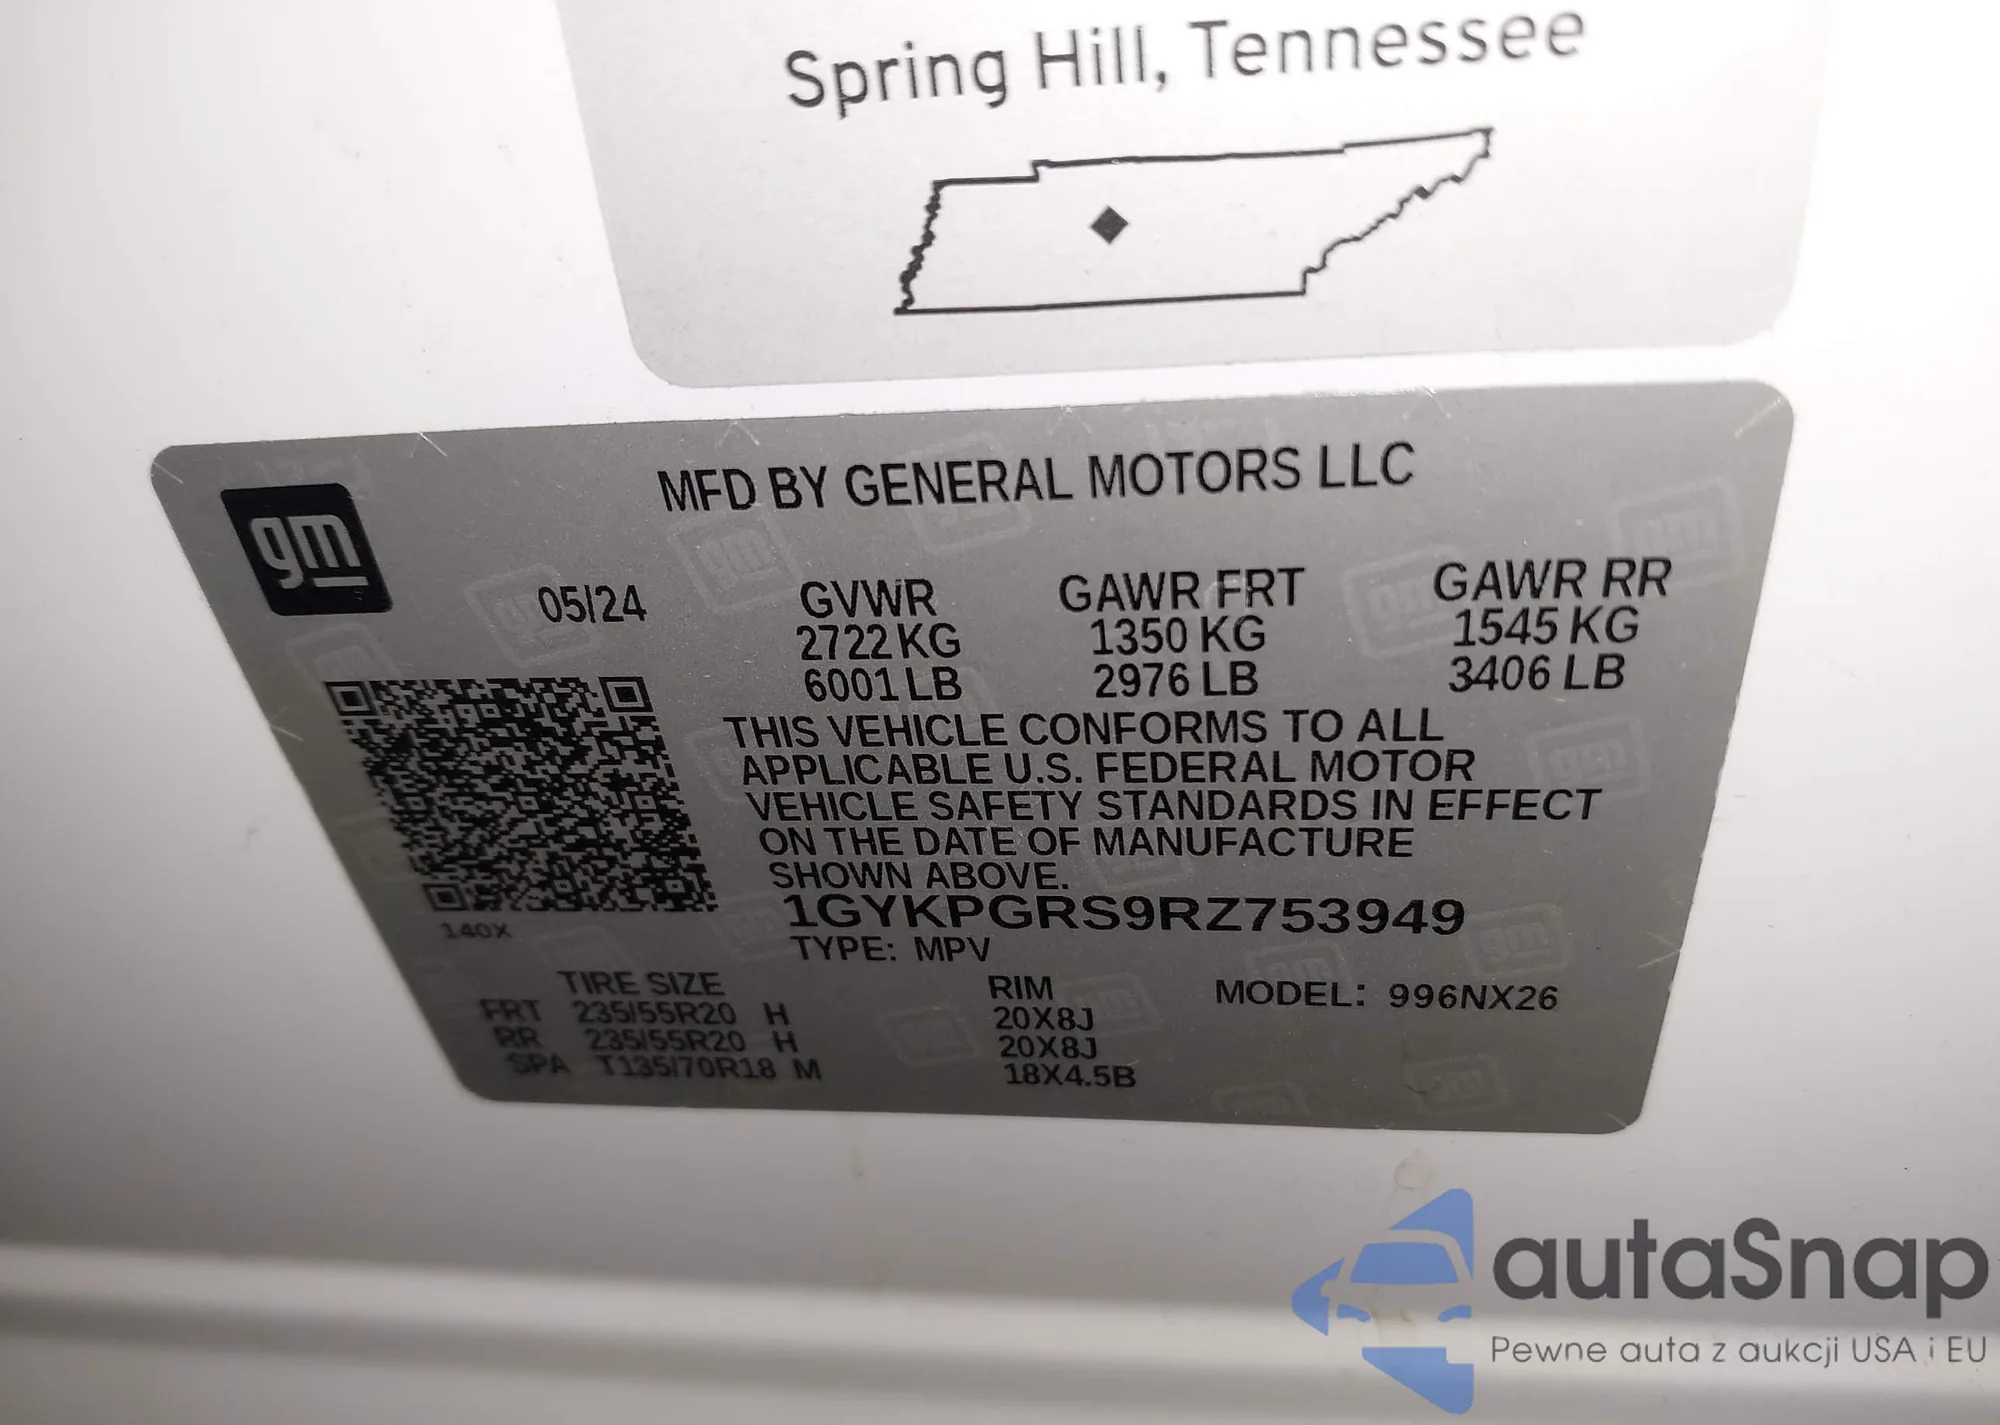 Spring Hill, Tennessee
MFD BY GENERAL MOTORS LLC
gm
05/24 GVWR GAWR FRT GAWR RR
2722 KG 1350 KG 1545 KG
6001 LB 2976 LB 3406 LB
THIS VEHICLE CONFORMS TO ALL
APPLICABLE U.S. FEDERAL MOTOR
VEHICLE SAFETY STANDARDS IN EFFECT
ON THE DATE OF MANUFACTURE
SHOWN ABOVE.
1GYKPGRS9RZ753949
140X
TYPE: MPV
TIRE SIZE RIM MODEL: 996NX26
FRT 235/55R20 H 20X8J
RR 235/55R20 H 20X8J
SPA T135/70R18 M 18X4.5B
autaSnap
Pewne auta z aukcji USA i EU